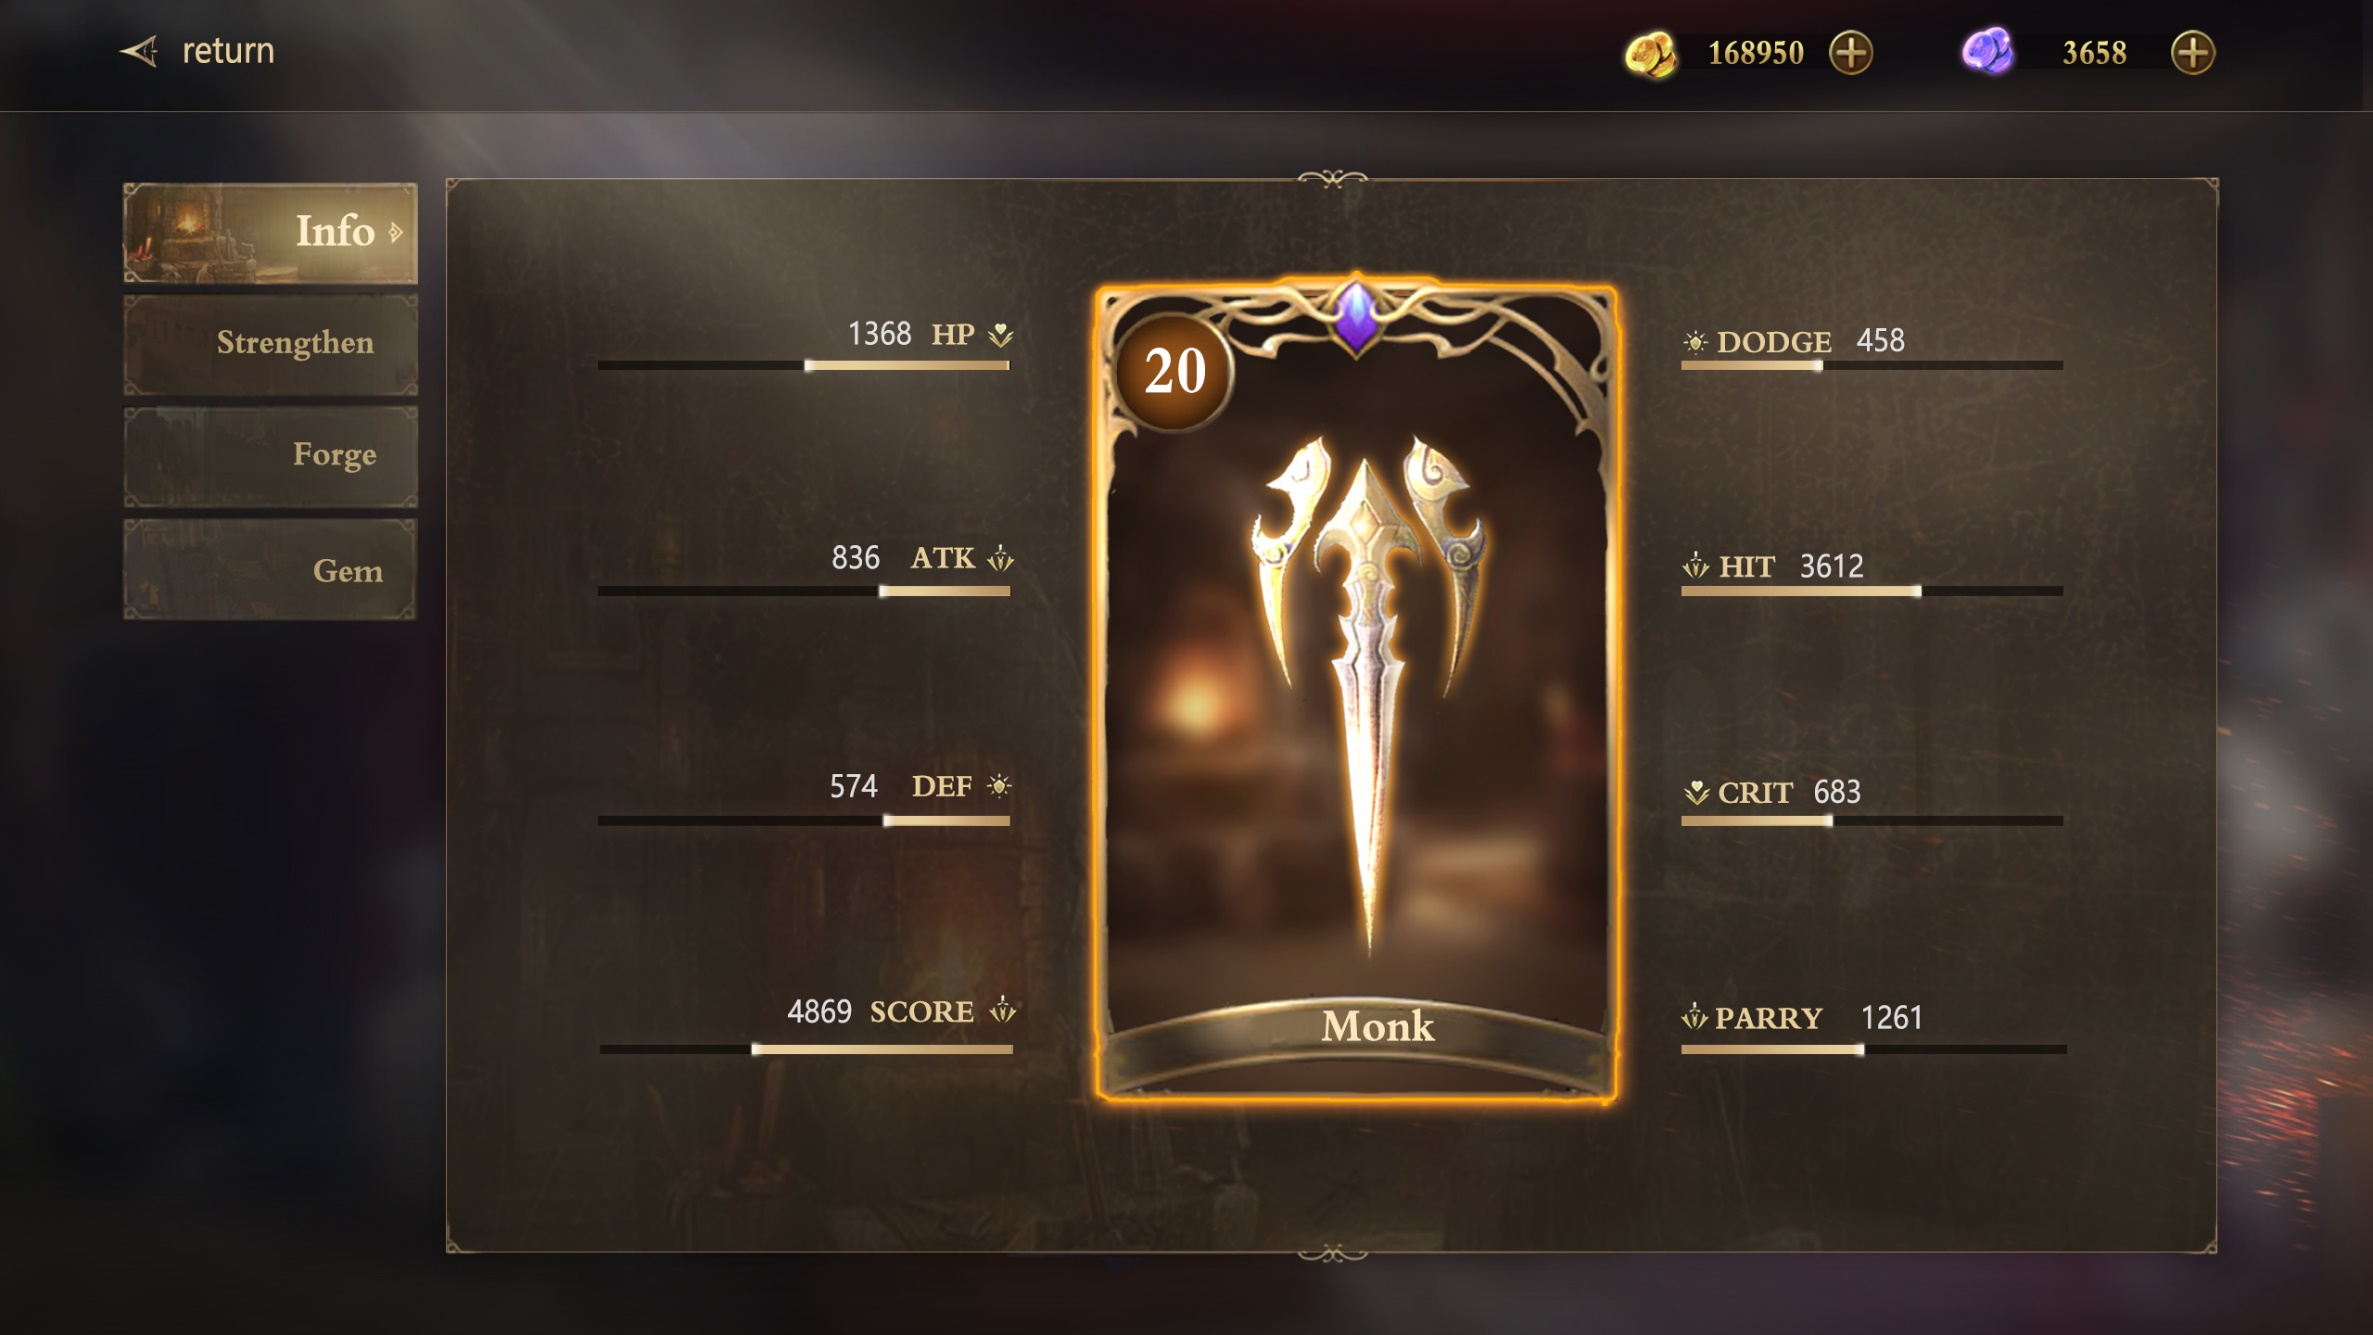 return
168950
3658
Info
Strengthen
Forge
Gem
1368 HP
836 ATK
574 DEF
4869 SCORE
20
Monk
DODGE 458
HIT 3612
CRIT 683
PARRY 1261